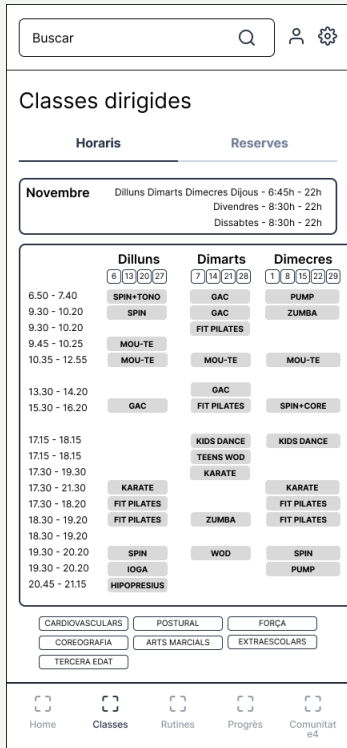 Buscar
Classes dirigides
Horaris Reserves
Novembre Dilluns Dimarts Dimecres Dijous - 6:45h - 22h
Divendres - 8:30h - 22h
Dissabtes - 8:30h - 22h
Dilluns Dimarts Dimecres
6 13 20 27 7 14 21 28 1 8 15 22 29
6.50 - 7.40 SPIN+TONO GAC PUMP
9.30 - 10.20 SPIN GAC ZUMBA
9.30 - 10.20 FIT PILATES
9.45 - 10.25 MOU-TE
10.35 - 12.55 MOU-TE MOU-TE MOU-TE
13.30 - 14.20 GAC
15.30 - 16.20 GAC FIT PILATES SPIN+CORE
17.15 - 18.15 KIDS DANCE KIDS DANCE
17.15 - 18.15 TEENS WOD
17.30 - 19.30 KARATE
17.30 - 21.30 KARATE KARATE
17.30 - 18.20 FIT PILATES FIT PILATES
18.30 - 19.20 FIT PILATES ZUMBA FIT PILATES
18.30 - 19.20
19.30 - 20.20 SPIN WOD SPIN
19.30 - 20.20 IOGA PUMP
20.45 - 21.15 HIPOPRESIUS
CARDIOVASCULARS POSTURAL FORÇA
COREOGRAFIA ARTS MARCIALS EXTRAESCOLARS
TERCERA EDAT
Home Classes Rutines Progrès Comunitat
e4